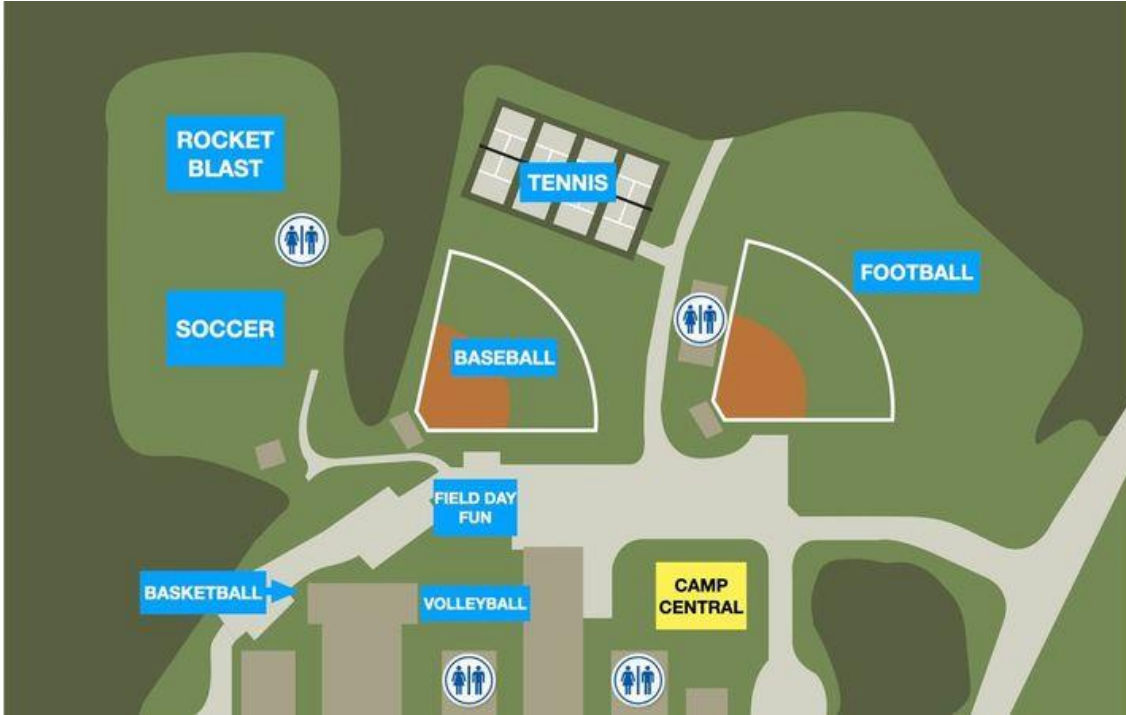 ROCKET
BLAST
TENNIS
FOOTBALL
SOCCER
BASEBALL
FIELD DAY
FUN
BASKETBALL
VOLLEYBALL
CAMP
CENTRAL